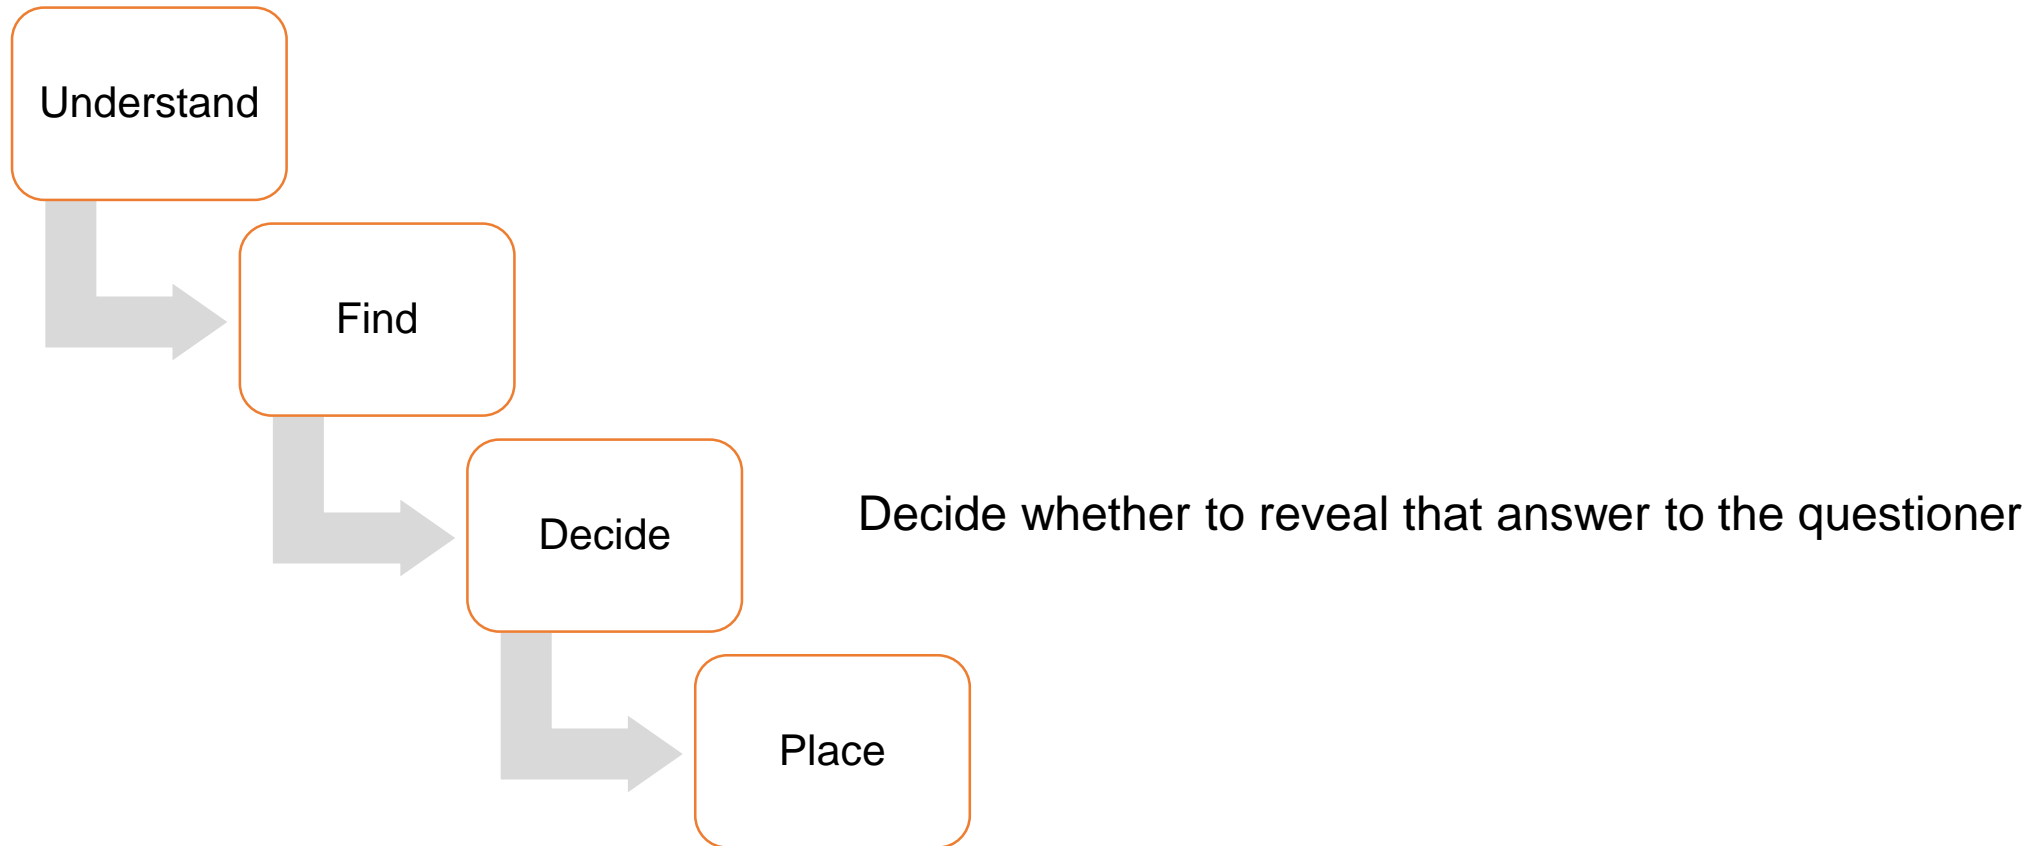 Understand
Find
Decide
Decide whether to reveal that answer to the questioner
Place